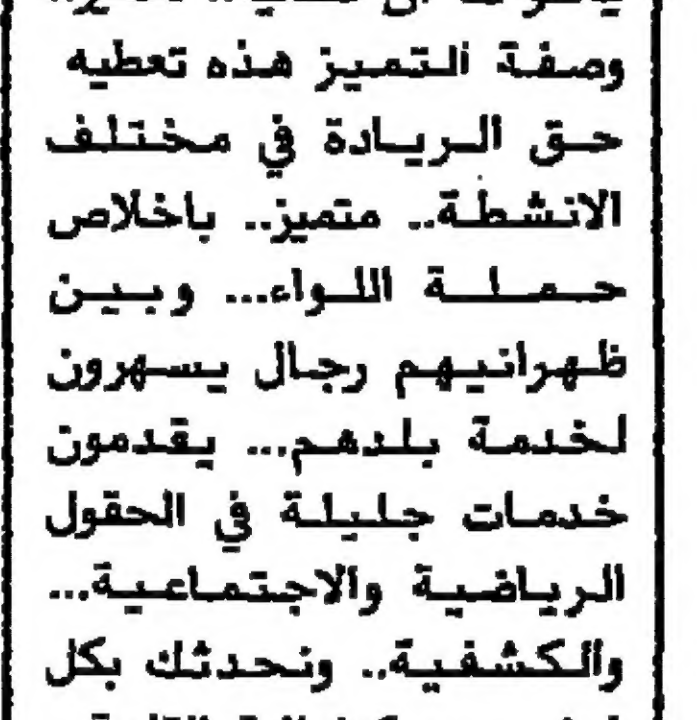 وصفة التميز هذه تعطيه
حق الريادة في مختلف
الانشطة.. متميز.. باخلاص
حملة اللواء... وبين
ظهرانيهم رجال يسهرون
لخدمة بلدهم... يقدمون
خدمات جليلة في الحقول
الرياضية والاجتماعية...
والكشفية.. ونحدثك بكل